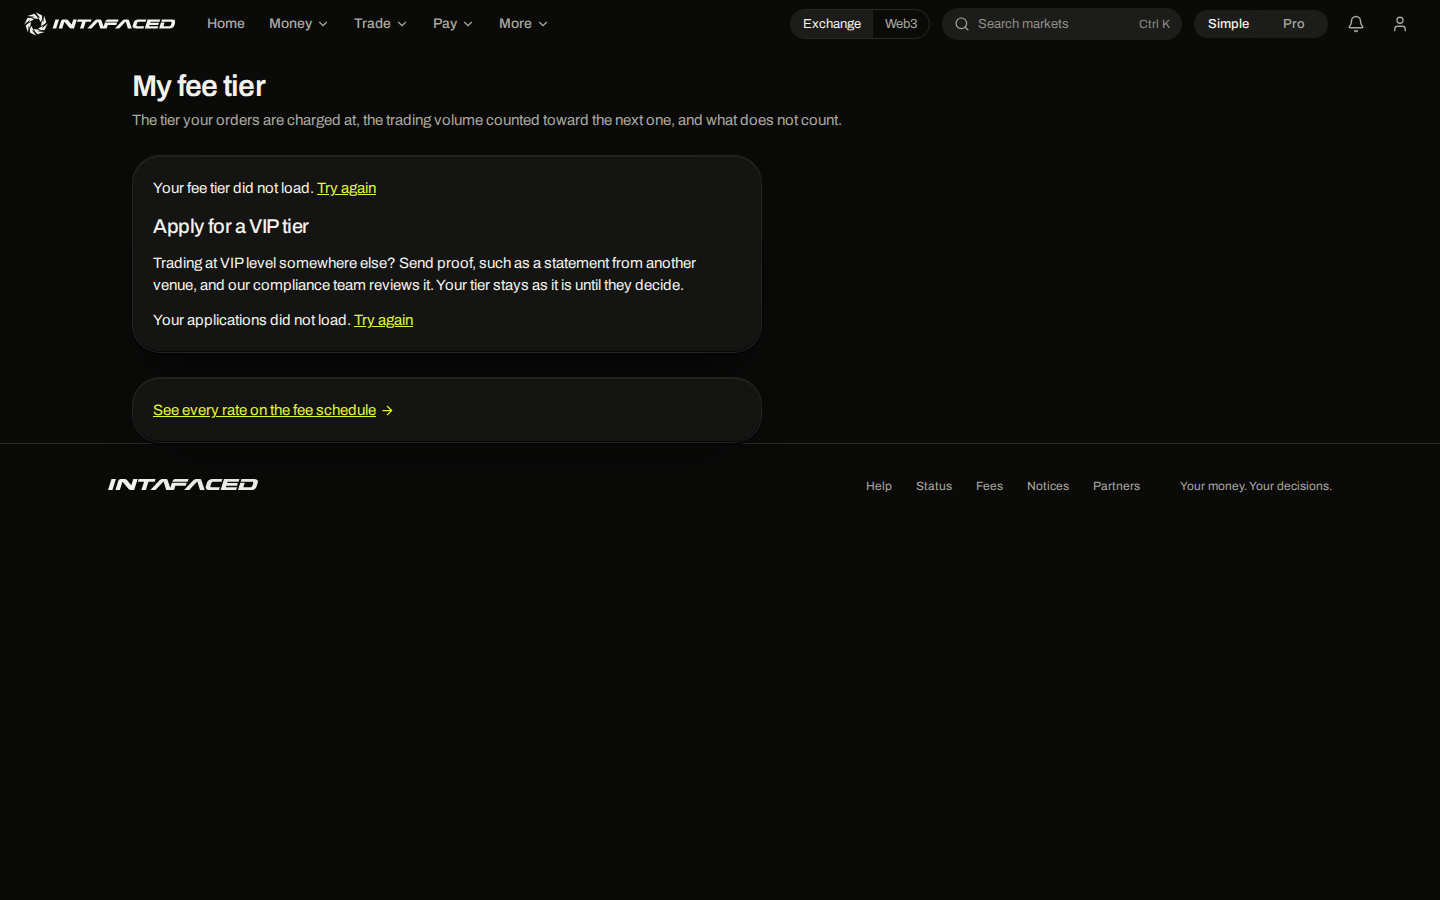 INTAFACED
Home
Money
Trade
Pay
More
Exchange
Web3
Search markets
Ctrl K
Simple
Pro
My fee tier
The tier your orders are charged at, the trading volume counted toward the next one, and what does not count.
Your fee tier did not load. Try again
Apply for a VIP tier
Trading at VIP level somewhere else? Send proof, such as a statement from another
venue, and our compliance team reviews it. Your tier stays as it is until they decide.
Your applications did not load. Try again
See every rate on the fee schedule →
INTAFACED
Help
Status
Fees
Notices
Partners
Your money. Your decisions.